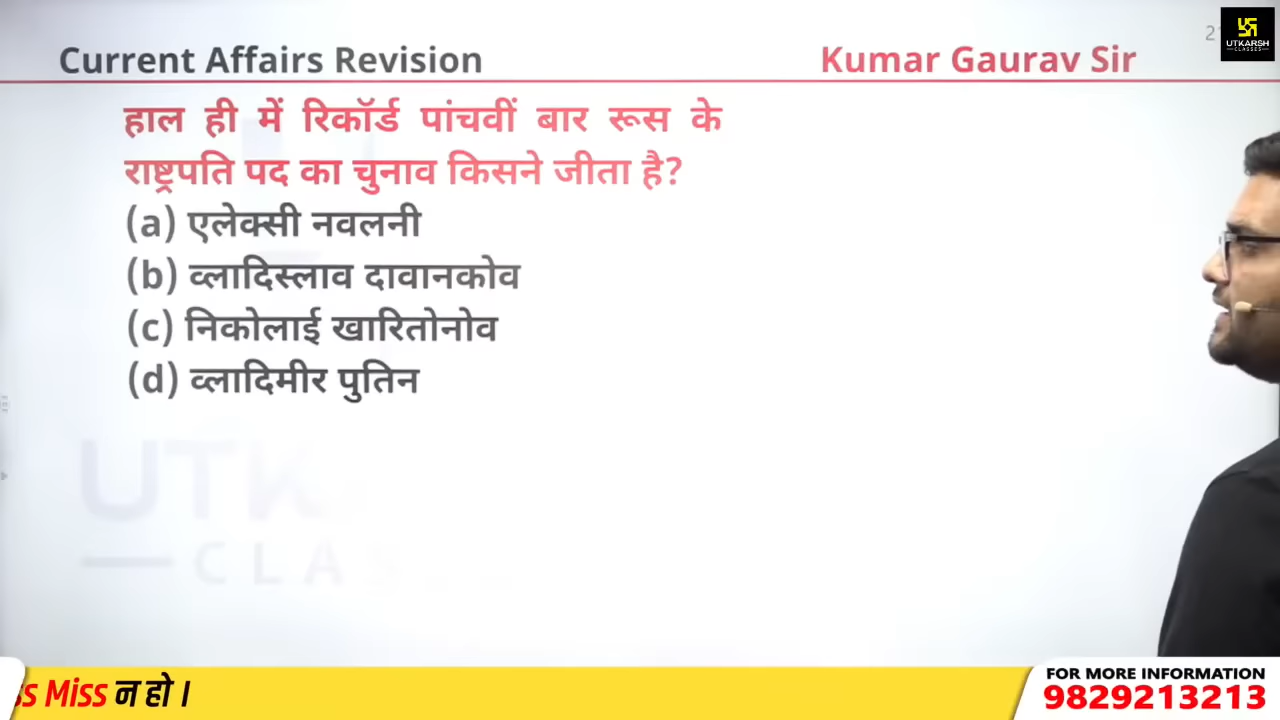 Current Affairs Revision
Kumar Gaurav Sir
UTKARSH
CLASSES
हाल ही में रिकॉर्ड पांचवीं बार रूस के
राष्ट्रपति पद का चुनाव किसने जीता है?
(a) एलेक्सी नवलनी
(b) व्लादिस्लाव दावानकोव
(c) निकोलाई खारितोनोव
(d) व्लादिमीर पुतिन
Miss न हो ।
FOR MORE INFORMATION
9829213213